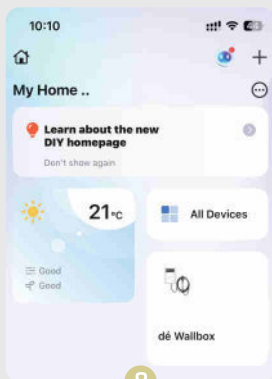 10:10
My Home ..
Learn about the new
DIY homepage
Don't show again
21°C
All Devices
Good
Good
dé Wallbox